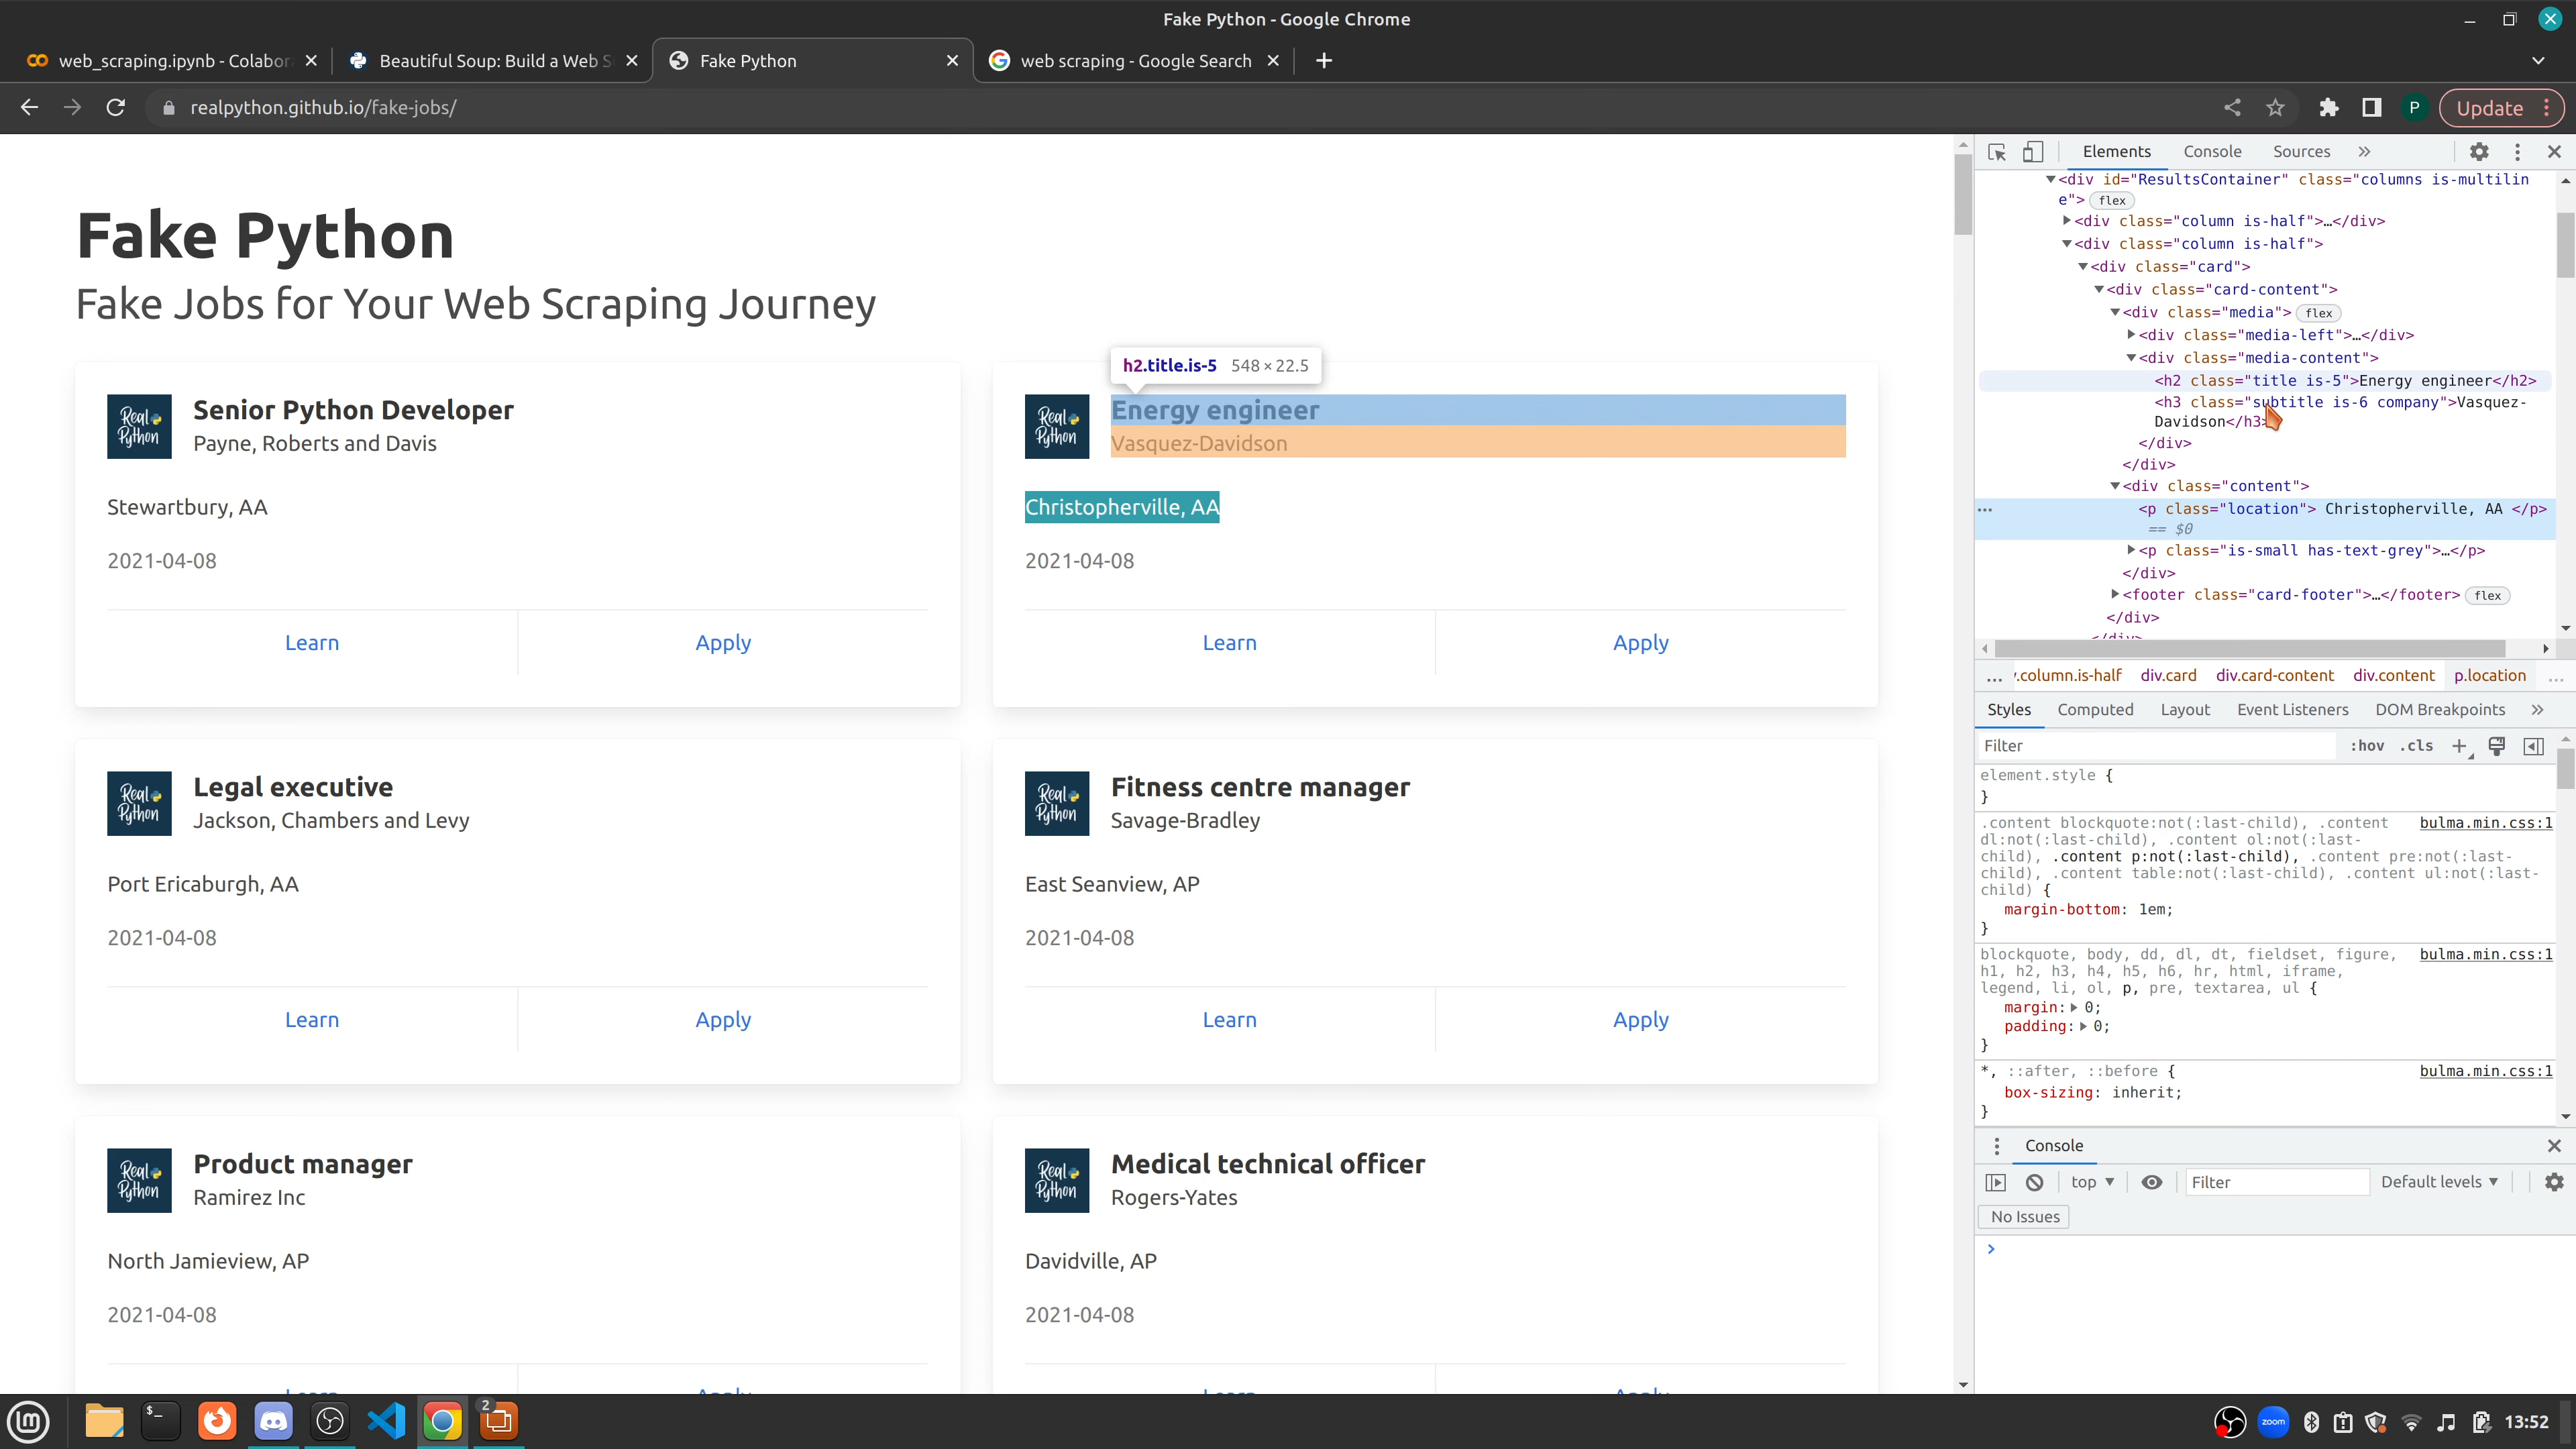 Fake Python - Google Chrome
web_scraping.ipynb - Colabor
Beautiful Soup: Build a Web S
Fake Python
web scraping - Google Search
realpython.github.io/fake-jobs/
P
Update
Fake Python
Fake Jobs for Your Web Scraping Journey
h2.title.is-5 548 × 22.5
Real Python
Senior Python Developer
Payne, Roberts and Davis
Stewartbury, AA
2021-04-08
Learn
Apply
Real Python
Energy engineer
Vasquez-Davidson
Christopherville, AA
2021-04-08
Learn
Apply
Real Python
Legal executive
Jackson, Chambers and Levy
Port Ericaburgh, AA
2021-04-08
Learn
Apply
Real Python
Fitness centre manager
Savage-Bradley
East Seanview, AP
2021-04-08
Learn
Apply
Real Python
Product manager
Ramirez Inc
North Jamieview, AP
2021-04-08
Real Python
Medical technical officer
Rogers-Yates
Davidville, AP
2021-04-08
Elements Console Sources »
<div id="ResultsContainer" class="columns is-multilin
e"> flex
<div class="column is-half">…</div>
<div class="column is-half">
<div class="card">
<div class="card-content">
<div class="media"> flex
<div class="media-left">…</div>
<div class="media-content">
<h2 class="title is-5">Energy engineer</h2>
<h3 class="subtitle is-6 company">Vasquez-
Davidson</h3>
</div>
</div>
<div class="content">
… <p class="location"> Christopherville, AA </p>
== $0
<p class="is-small has-text-grey">…</p>
</div>
<footer class="card-footer">…</footer> flex
</div>
</div>
… .column.is-half div.card div.card-content div.content p.location …
Styles Computed Layout Event Listeners DOM Breakpoints »
Filter :hov .cls +
element.style {
}
.content blockquote:not(:last-child), .content bulma.min.css:1
dl:not(:last-child), .content ol:not(:last-
child), .content p:not(:last-child), .content pre:not(:last-
child), .content table:not(:last-child), .content ul:not(:last-
child) {
margin-bottom: 1em;
}
blockquote, body, dd, dl, dt, fieldset, figure, bulma.min.css:1
h1, h2, h3, h4, h5, h6, hr, html, iframe,
legend, li, ol, p, pre, textarea, ul {
margin: 0;
padding: 0;
}
*, ::after, ::before { bulma.min.css:1
box-sizing: inherit;
}
Console
top Filter Default levels
No Issues
2
zoom
13:52